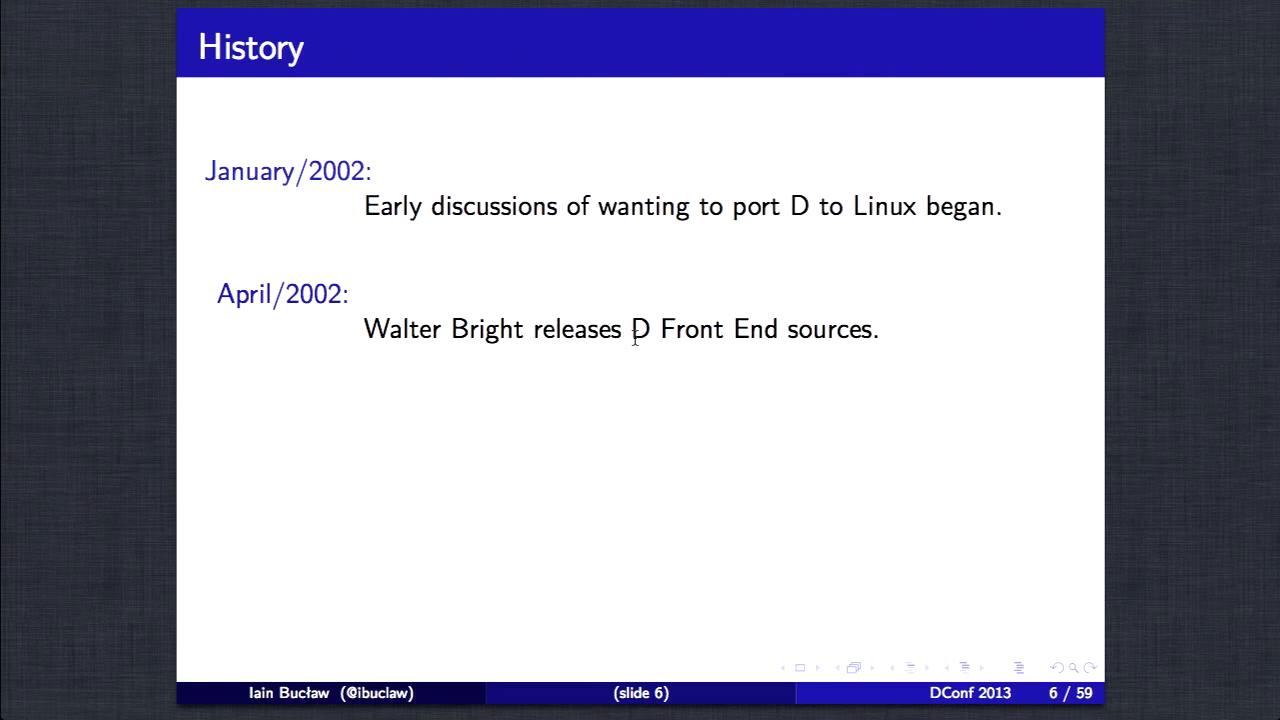 History
January/2002:
Early discussions of wanting to port D to Linux began.
April/2002:
Walter Bright releases D Front End sources.
Iain Bucław (@ibuclaw) (slide 6) DConf 2013 6 / 59